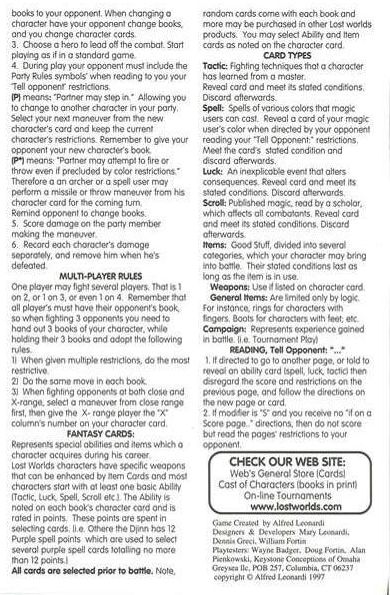 books to your opponent. When changing a
character have your opponent change books,
and you change character cards.
3. Choose a hero to lead off the combat. Start
playing as if in a standard game.
4. During play your opponent must include the
Party Rules symbols' when reading to you your
'Tell opponent' restrictions.
(P) means: "Partner may step in." Allowing you
to change to another character in your party.
Select your next maneuver from the new
character's card and keep the current
character's restrictions. Remember to give your
opponent your new character's book.
(P*) means: "Partner may attempt to fire or
throw even if precluded by color restrictions."
Therefore a an archer or a spell user may
perform a missile or throw maneuver from his
character card for the coming turn.
Remind opponent to change books.
5. Score damage on the party member
making the maneuver.
6. Record each character's damage
separately, and remove him when he's
defeated.
MULTI-PLAYER RULES
One player may fight several players. That is 1
on 2, or 1 on 3, or even 1 on 4. Remember that
all player's must have their opponent's book,
so when fighting 3 opponents you need to
hand out 3 books of your character, while
holding their 3 books and adopt the following
rules.
1) When given multiple restrictions, do the most
restrictive.
2) Do the same move in each book.
3) When fighting opponents at both close and
X-range, select a maneuver from close range
first, then give the X- range player the "X"
column's number on your character card.
FANTASY CARDS:
Represents special abilities and items which a
character acquires during his career.
Lost Worlds characters have specific weapons
that can be enhanced by Item Cards and most
characters start with at least one basic Ability
(Tactic, Luck, Spell, Scroll etc.). The Ability is
noted on each book's character card and is
rated in points. These points are spent in
selecting cards. (i.e. Othere the Djinn has 12
Purple spell points which are used to select
several purple spell cards totalling no more
than 12 points.)
All cards are selected prior to battle. Note,
random cards come with each book and
more may be purchased in other Lost worlds
products. You may select Ability and Item
cards as noted on the character card.
CARD TYPES
Tactic: Fighting techniques that a character
has learned from a master.
Reveal card and meet its stated conditions.
Discard afterwards.
Spell: Spells of various colors that magic
users can cast. Reveal a card of your magic
user's color when directed by your opponent
reading your "Tell Opponent:" restrictions.
Meet the card's stated condition and
discard afterwards.
Luck: An inexplicable event that alters
consequences. Reveal card and meet its
stated conditions. Discard afterwards.
Scroll: Published magic, read by a scholar,
which affects all combatants. Reveal card
and meet its stated conditions. Discard
afterwards.
Items: Good Stuff, divided into several
categories, which your character may bring
into battle. Their stated conditions last as
long as the item is in use.
Weapons: Use if listed on character card.
General Items: Are limited only by logic.
For instance, rings for characters with
fingers. Boots for characters with feet; etc.
Campaign: Represents experience gained
in battle. (i.e. Tournament Play)
READING, Tell Opponent: "..."
1. If directed to go to another page, or told to
reveal an ability card (spell, luck, tactic) then
disregard the score and restrictions on the
previous page, and follow the directions on
the new page or card.
2. If modifier is "S" and you receive no "if on a
Score page.." directions, then do not score
but read the pages' restrictions to your
opponent.
CHECK OUR WEB SITE:
Web's General Store (Cards)
Cast of Characters (books in print)
On-line Tournaments
www.lostworlds.com
Game Created by Alfred Leonardi
Designers & Developers Mary Leonardi,
Dennis Greci, William Fortin
Playtesters: Wayne Badger, Doug Fortin, Alan
Pienkowski, Keystone Conceptions of Omaha
Greysea llc, POB 257, Columbia, CT 06237
copyright © Alfred Leonardi 1997